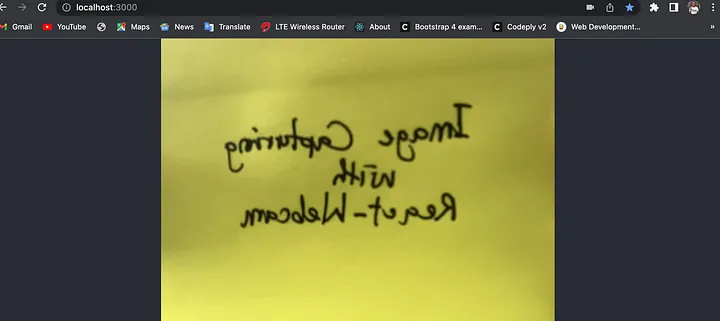 localhost:3000
Gmail YouTube Maps News Translate LTE Wireless Router About Bootstrap 4 exam... Codeply v2 Web Development... »
Image Capturing
with
React-Webcam